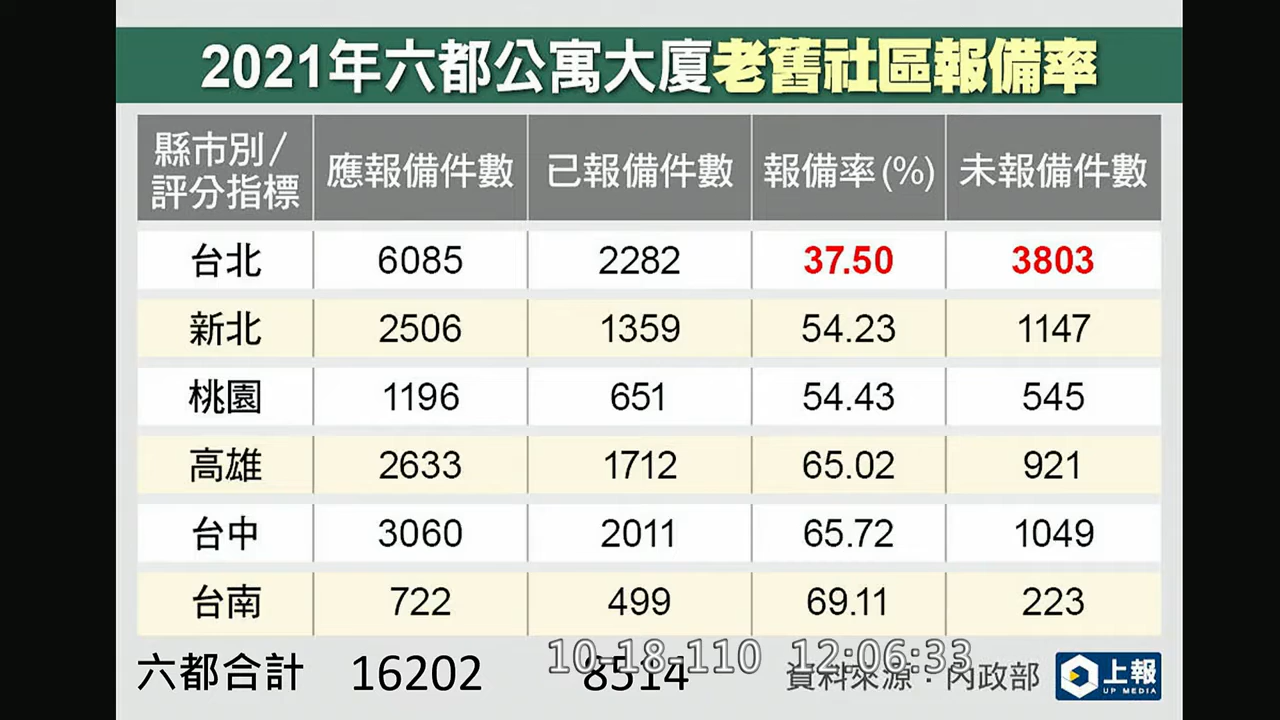 2021年六都公寓大廈老舊社區報備率
縣市別/評分指標 應報備件數 已報備件數 報備率(%) 未報備件數
台北 6085 2282 37.50 3803
新北 2506 1359 54.23 1147
桃園 1196 651 54.43 545
高雄 2633 1712 65.02 921
台中 3060 2011 65.72 1049
台南 722 499 69.11 223
六都合計 16202 8514
10-18-110 12:06:33
資料來源：內政部
上報
UP MEDIA